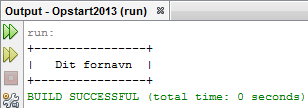 Output - Opstart2013 (run)
run:
+----------------+
|   Dit fornavn  |
+----------------+
BUILD SUCCESSFUL (total time: 0 seconds)